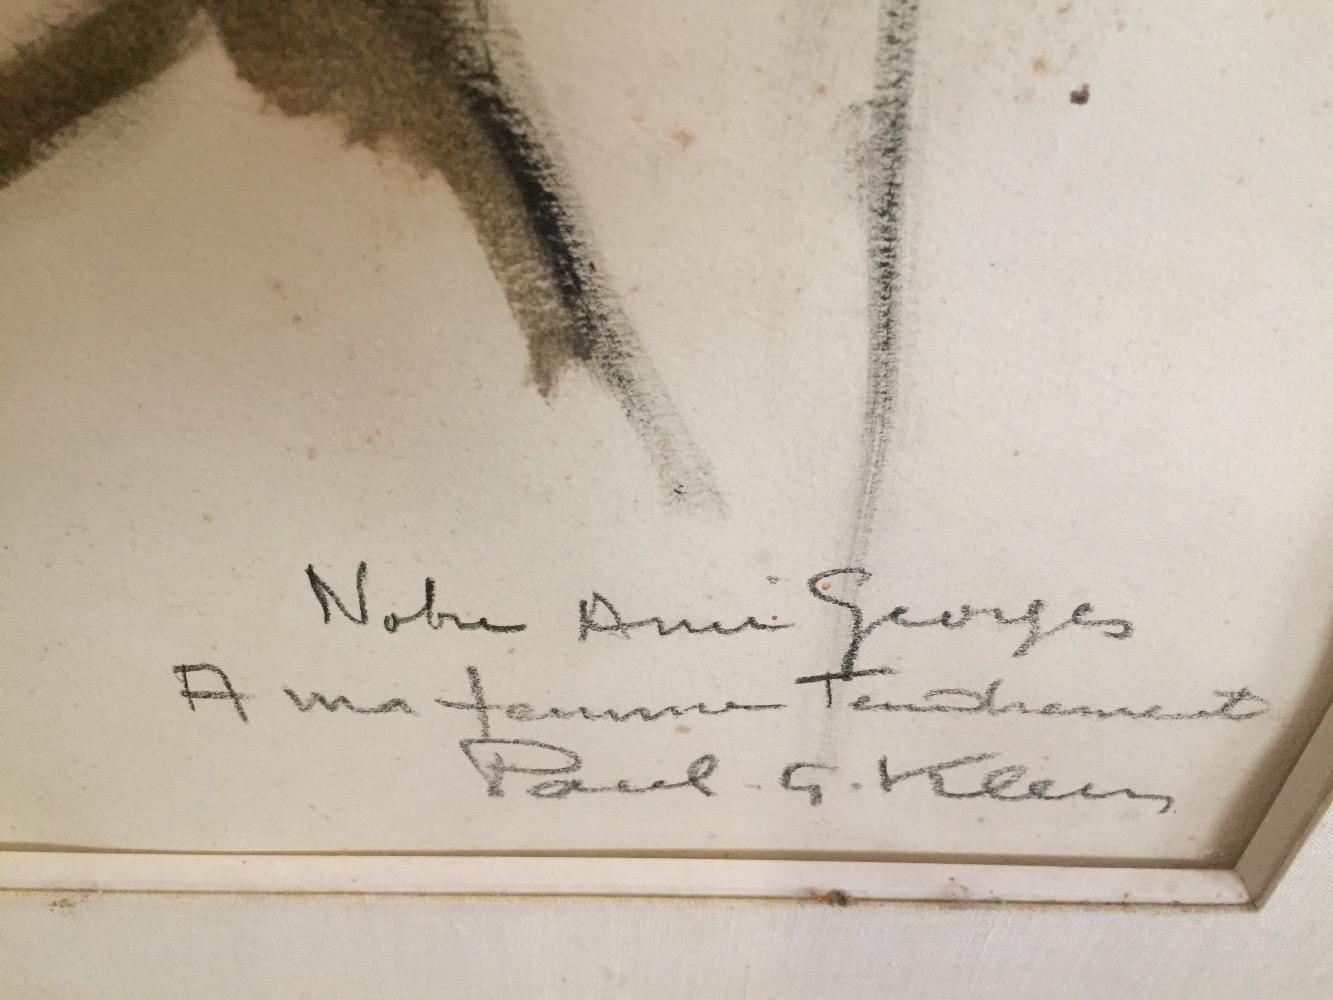 Notre Ami Georges
A ma femme Tendrement
Paul. G. Klein